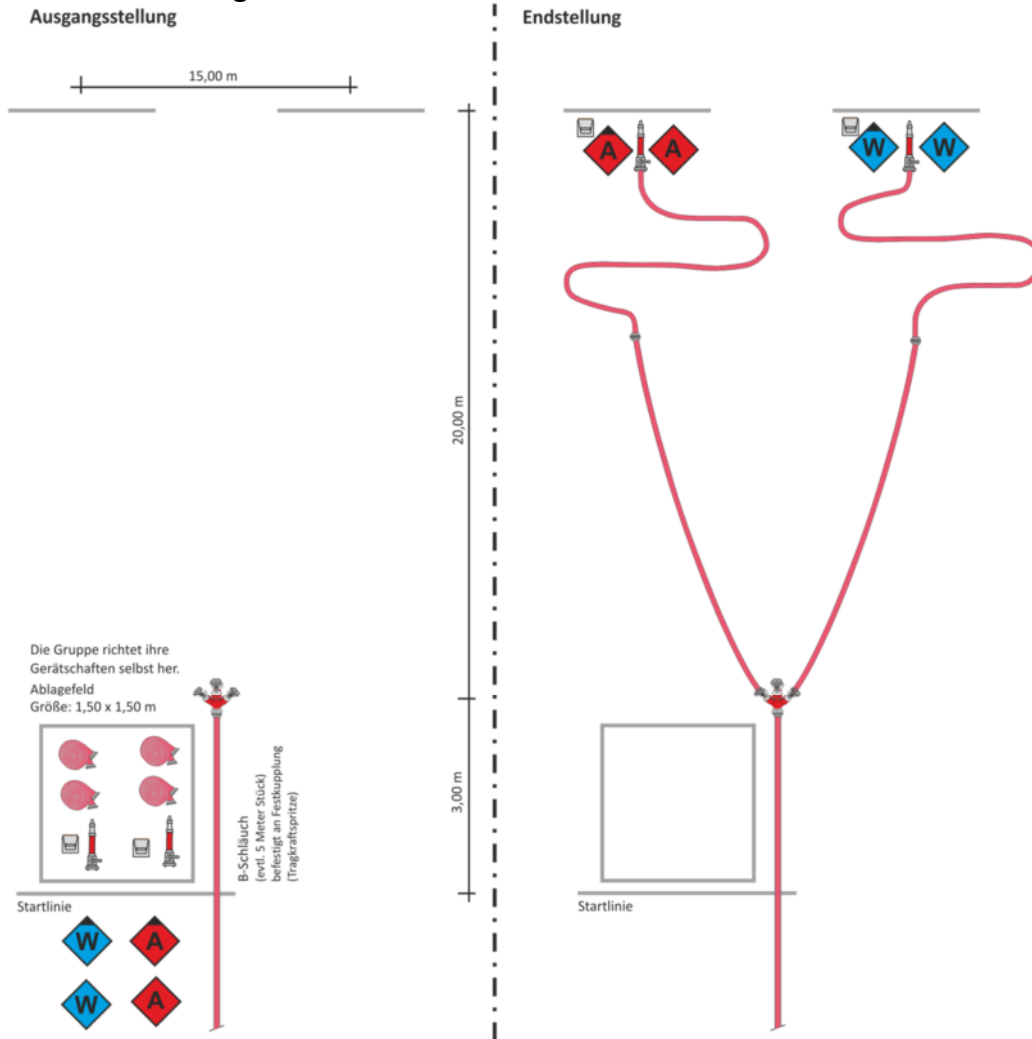 Ausgangsstellung
15,00 m
20,00 m
Die Gruppe richtet ihre
Gerätschaften selbst her.
Ablagefeld
Größe: 1,50 x 1,50 m
B-Schläuch
(evtl. 5 Meter Stück)
befestigt an Festkupplung
(Tragkraftspritze)
3,00 m
Startlinie
W
A
W
A
Endstellung
A
A
W
W
Startlinie